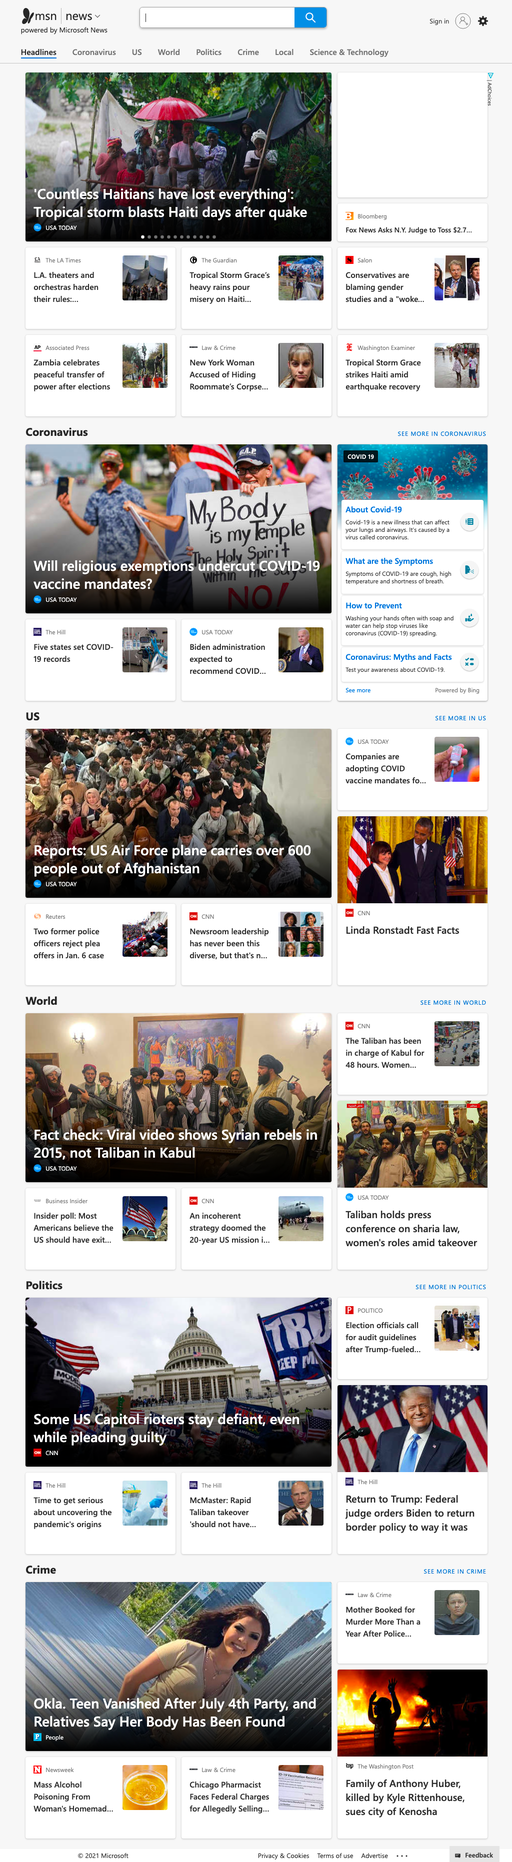 msn | news
powered by Microsoft News
Sign in
Headlines Coronavirus US World Politics Crime Local Science & Technology
AdChoices
'Countless Haitians have lost everything':
Tropical storm blasts Haiti days after quake
USA TODAY
Bloomberg
Fox News Asks N.Y. Judge to Toss $2.7...
The LA Times
L.A. theaters and
orchestras harden
their rules:...
The Guardian
Tropical Storm Grace's
heavy rains pour
misery on Haiti...
Salon
Conservatives are
blaming gender
studies and a "woke...
AP Associated Press
Zambia celebrates
peaceful transfer of
power after elections
Law & Crime
New York Woman
Accused of Hiding
Roommate's Corpse...
Washington Examiner
Tropical Storm Grace
strikes Haiti amid
earthquake recovery
Coronavirus
SEE MORE IN CORONAVIRUS
My Body
is my Temple
The Holy Spirit
within me says
NO!
Will religious exemptions undercut COVID-19
vaccine mandates?
USA TODAY
COVID 19
About Covid-19
Covid-19 is a new illness that can affect
your lungs and airways. It's caused by a
virus called coronavirus.
What are the Symptoms
Symptoms of COVID-19 are cough, high
temperature and shortness of breath.
How to Prevent
Washing your hands often with soap and
water can help stop viruses like
coronavirus (COVID-19) spreading.
Coronavirus: Myths and Facts
Test your awareness about COVID-19.
See more
Powered by Bing
The Hill
Five states set COVID-
19 records
USA TODAY
Biden administration
expected to
recommend COVID...
US
SEE MORE IN US
Reports: US Air Force plane carries over 600
people out of Afghanistan
USA TODAY
USA TODAY
Companies are
adopting COVID
vaccine mandates fo...
CNN
Linda Ronstadt Fast Facts
Reuters
Two former police
officers reject plea
offers in Jan. 6 case
CNN
Newsroom leadership
has never been this
diverse, but that's n...
World
SEE MORE IN WORLD
Fact check: Viral video shows Syrian rebels in
2015, not Taliban in Kabul
USA TODAY
CNN
The Taliban has been
in charge of Kabul for
48 hours. Women...
USA TODAY
Taliban holds press
conference on sharia law,
women's roles amid takeover
Business Insider
Insider poll: Most
Americans believe the
US should have exit...
CNN
An incoherent
strategy doomed the
20-year US mission i...
Politics
SEE MORE IN POLITICS
TRU
KEEP
Some US Capitol rioters stay defiant, even
while pleading guilty
CNN
POLITICO
Election officials call
for audit guidelines
after Trump-fueled...
The Hill
Return to Trump: Federal
judge orders Biden to return
border policy to way it was
The Hill
Time to get serious
about uncovering the
pandemic's origins
The Hill
McMaster: Rapid
Taliban takeover
'should not have...
Crime
SEE MORE IN CRIME
Okla. Teen Vanished After July 4th Party, and
Relatives Say Her Body Has Been Found
People
Law & Crime
Mother Booked for
Murder More Than a
Year After Police...
The Washington Post
Family of Anthony Huber,
killed by Kyle Rittenhouse,
sues city of Kenosha
Newsweek
Mass Alcohol
Poisoning From
Woman's Homemad...
Law & Crime
Chicago Pharmacist
Faces Federal Charges
for Allegedly Selling...
© 2021 Microsoft
Privacy & Cookies Terms of use Advertise ...
Feedback